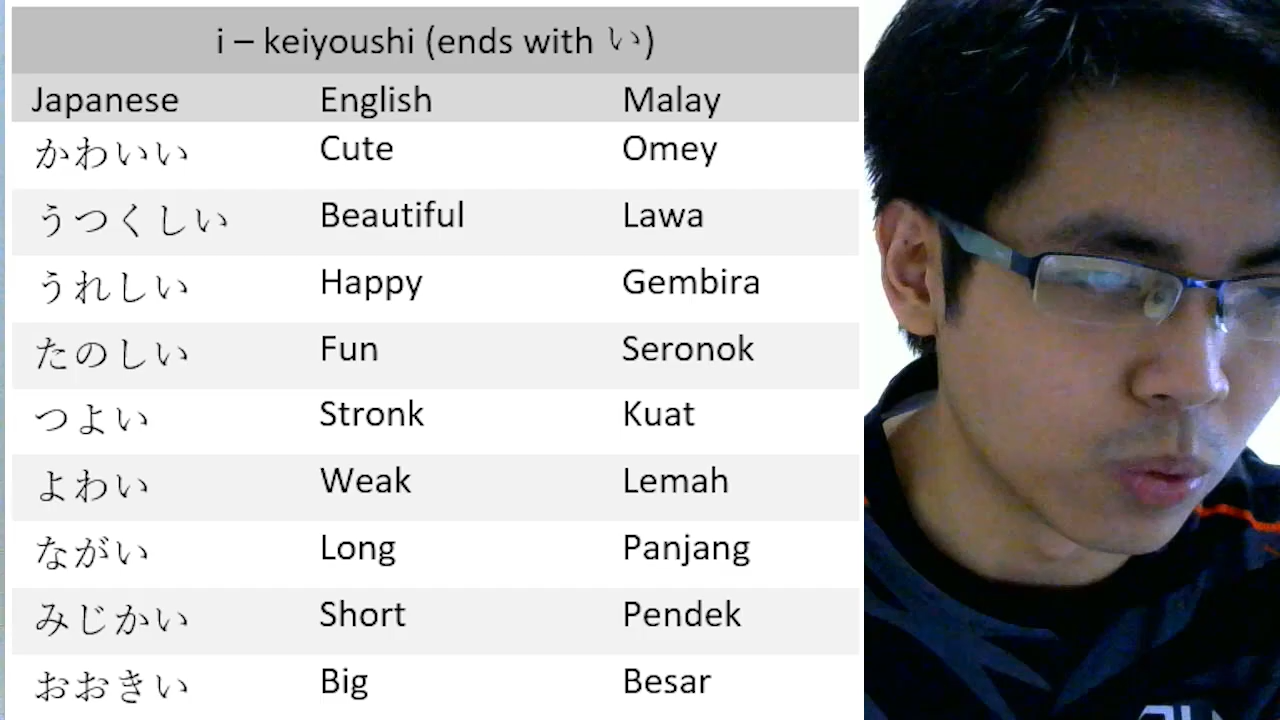 i – keiyoushi (ends with い)
Japanese English Malay
かわいい Cute Omey
うつくしい Beautiful Lawa
うれしい Happy Gembira
たのしい Fun Seronok
つよい Stronk Kuat
よわい Weak Lemah
ながい Long Panjang
みじかい Short Pendek
おおきい Big Besar